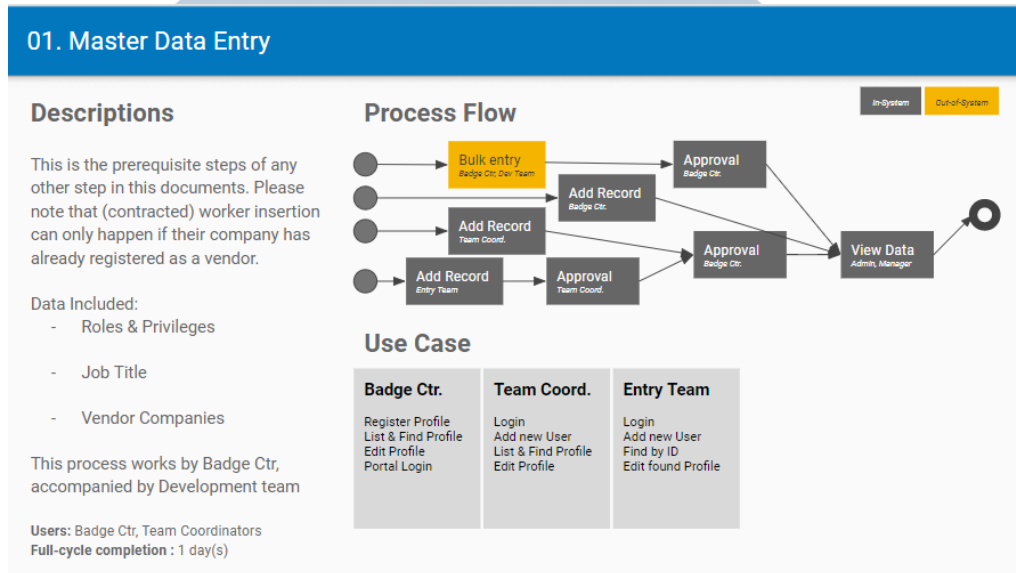 01. Master Data Entry
Descriptions
This is the prerequisite steps of any
other step in this documents. Please
note that (contracted) worker insertion
can only happen if their company has
already registered as a vendor.
Data Included:
- Roles & Privileges
- Job Title
- Vendor Companies
This process works by Badge Ctr,
accompanied by Development team
Users: Badge Ctr, Team Coordinators
Full-cycle completion : 1 day(s)
Process Flow
In-System
Out-of-System
Bulk entry
Badge Ctr, Dev Team
Approval
Badge Ctr.
Add Record
Badge Ctr.
Add Record
Team Coord.
Approval
Badge Ctr.
View Data
Admin, Manager
Add Record
Entry Team
Approval
Team Coord.
Use Case
Badge Ctr.
Register Profile
List & Find Profile
Edit Profile
Portal Login
Team Coord.
Login
Add new User
List & Find Profile
Edit Profile
Entry Team
Login
Add new User
Find by ID
Edit found Profile